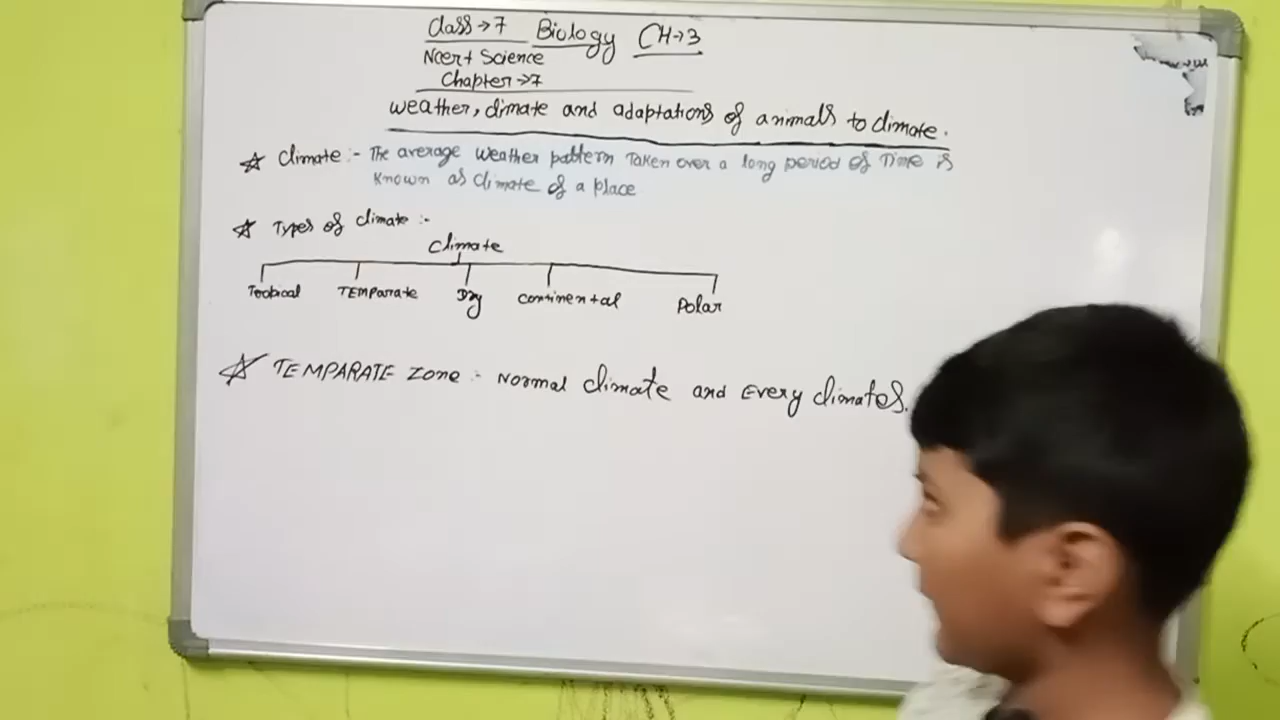 Class→7 Biology CH→3
Ncert Science
Chapter→7
weather, climate and adaptations of animals to climate.
☆ Climate :- The average weather pattern Taken over a long period of Time is
Known as climate of a place
☆ Types of climate :-
Climate
Tropical TEMParate Dry continental Polar
☆ TEMPARATE Zone :- Normal climate and Every climates.